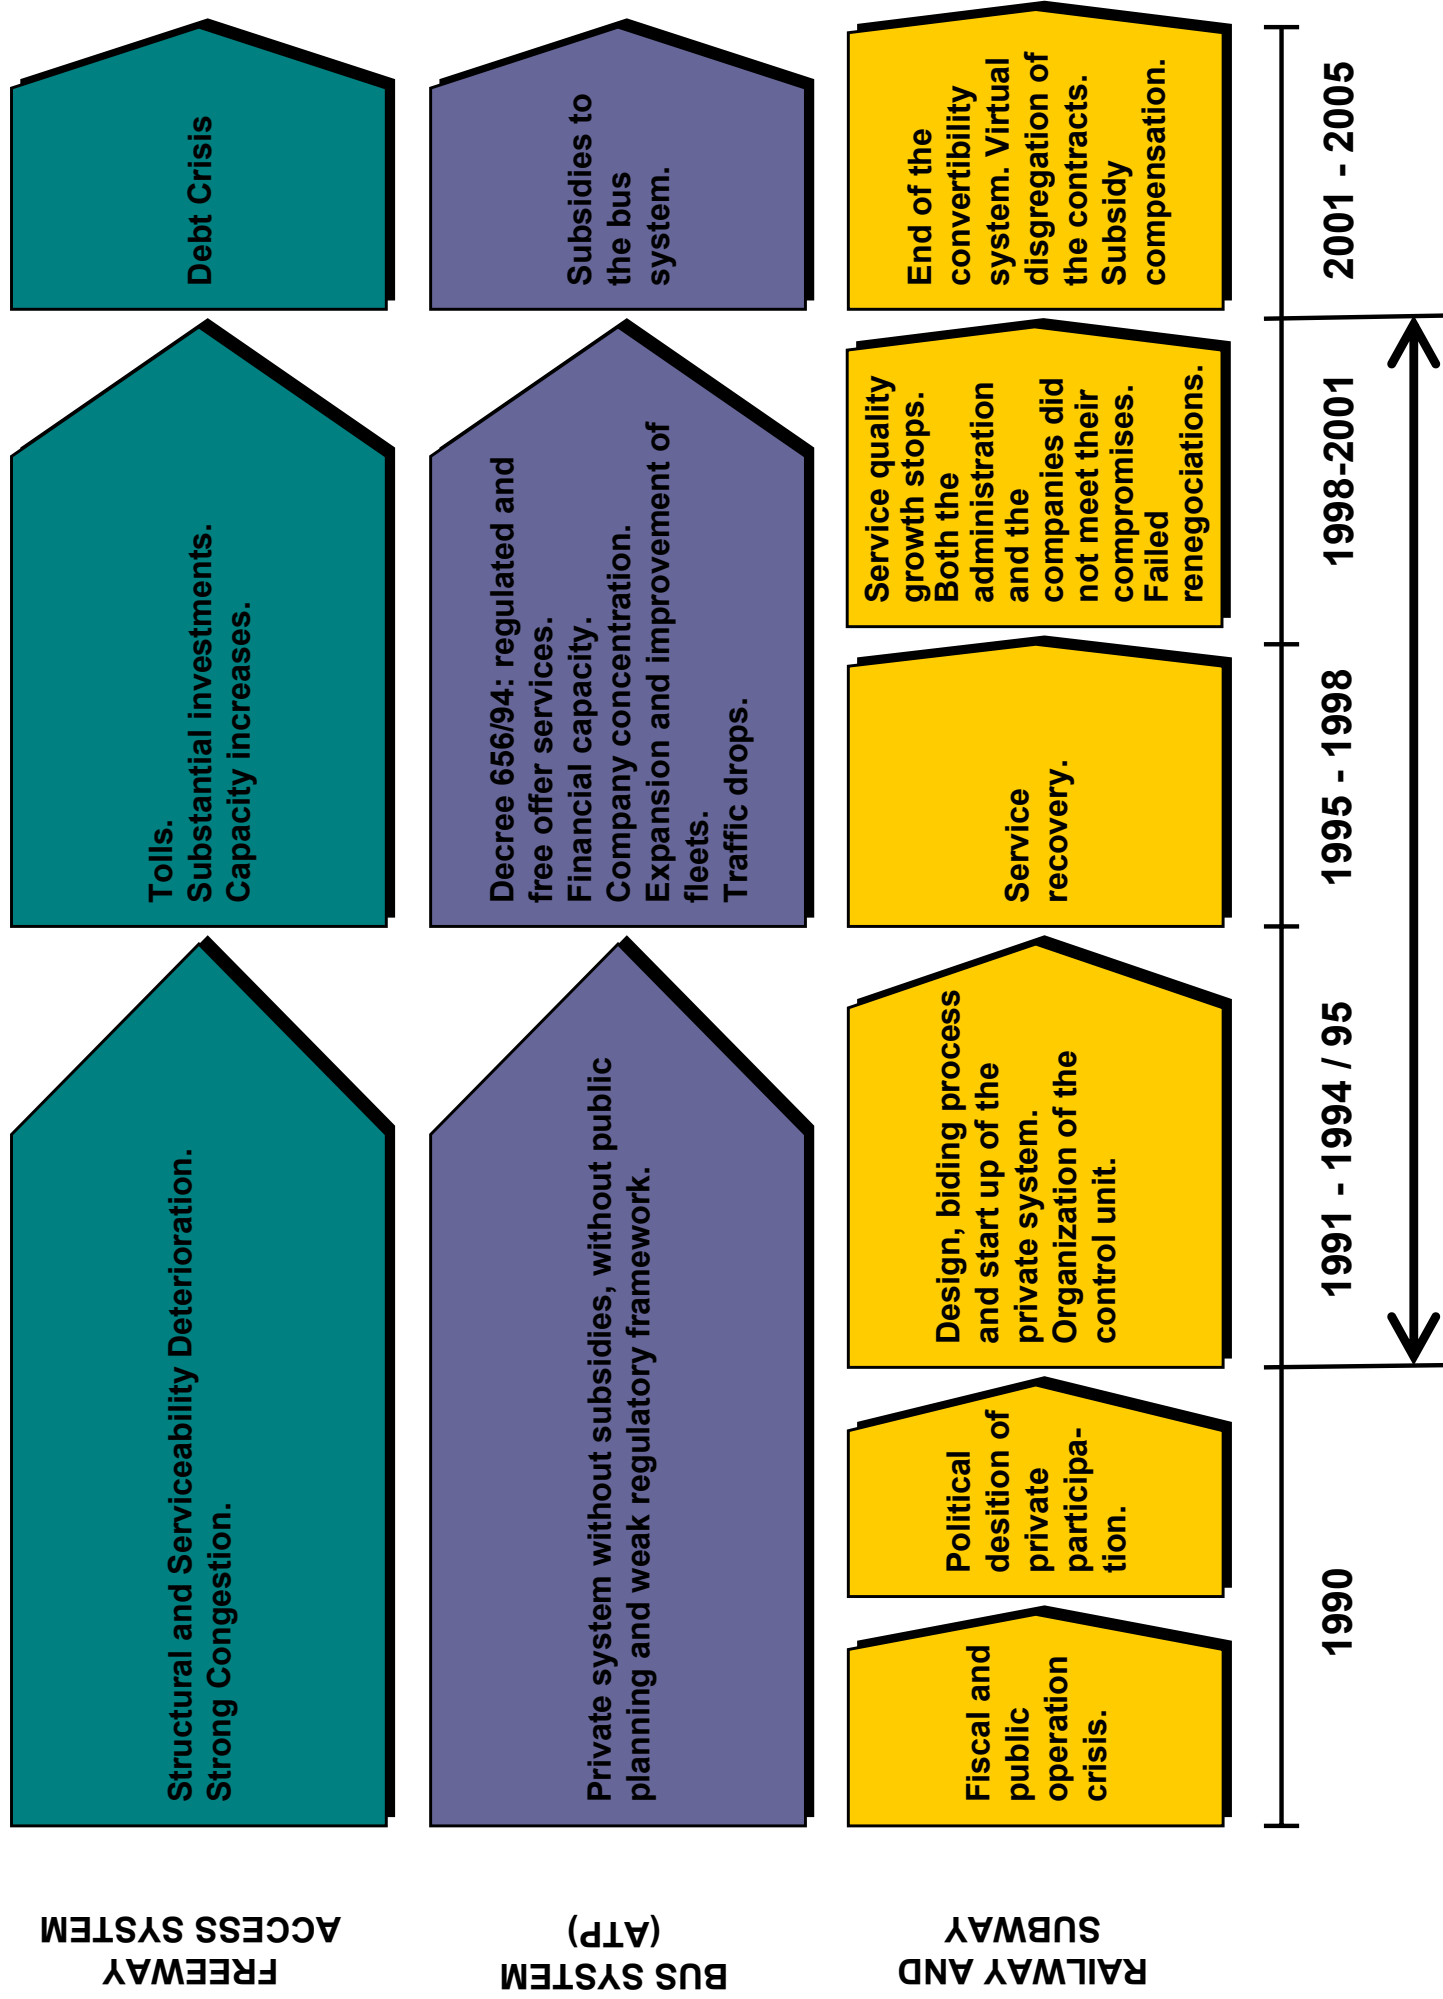 FREEWAY
ACCESS SYSTEM
Structural and Serviceability Deterioration.
Strong Congestion.
Tolls.
Substantial investments.
Capacity increases.
Debt Crisis
BUS SYSTEM
(ATP)
Private system without subsidies, without public
planning and weak regulatory framework.
Decree 656/94: regulated and
free offer services.
Financial capacity.
Company concentration.
Expansion and improvement of
fleets.
Traffic drops.
Subsidies to
the bus
system.
RAILWAY AND
SUBWAY
Fiscal and
public
operation
crisis.
Political
desition of
private
participa-
tion.
Design, biding process
and start up of the
private system.
Organization of the
control unit.
Service
recovery.
Service quality
growth stops.
Both the
administration
and the
companies did
not meet their
compromises.
Failed
renegociations.
End of the
convertibility
system. Virtual
disgregation of
the contracts.
Subsidy
compensation.
1990
1991 - 1994 / 95
1995 - 1998
1998-2001
2001 - 2005